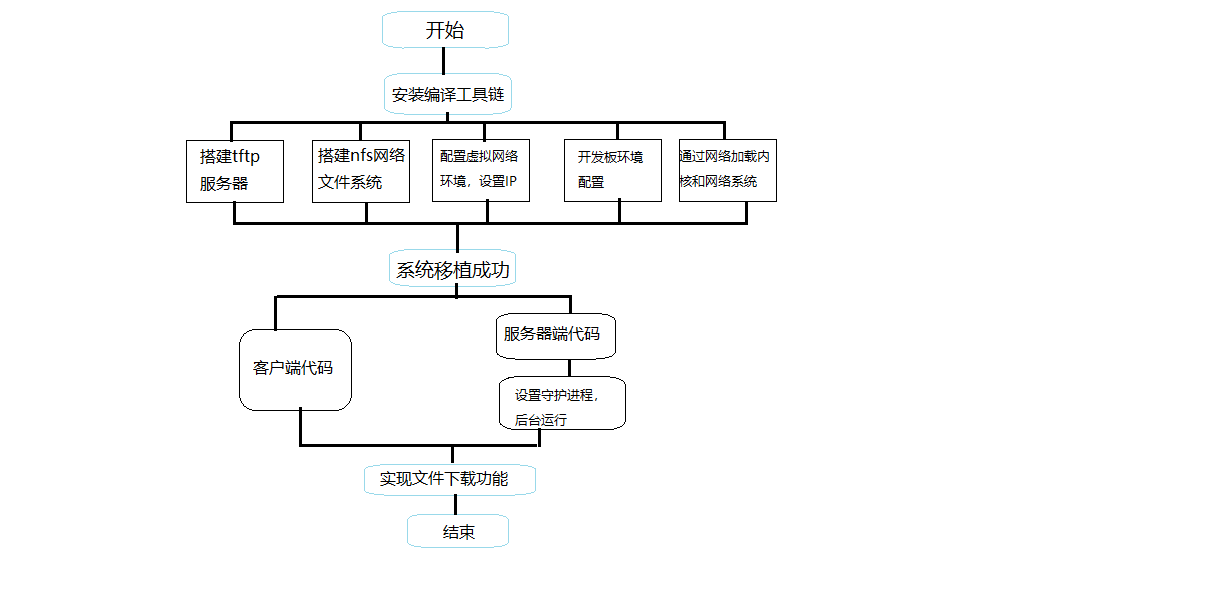 开始
安装编译工具链
搭建tftp
服务器
搭建nfs网络
文件系统
配置虚拟网络
环境，设置IP
开发板环境
配置
通过网络加载内
核和网络系统
系统移植成功
客户端代码
服务器端代码
设置守护进程，
后台运行
实现文件下载功能
结束